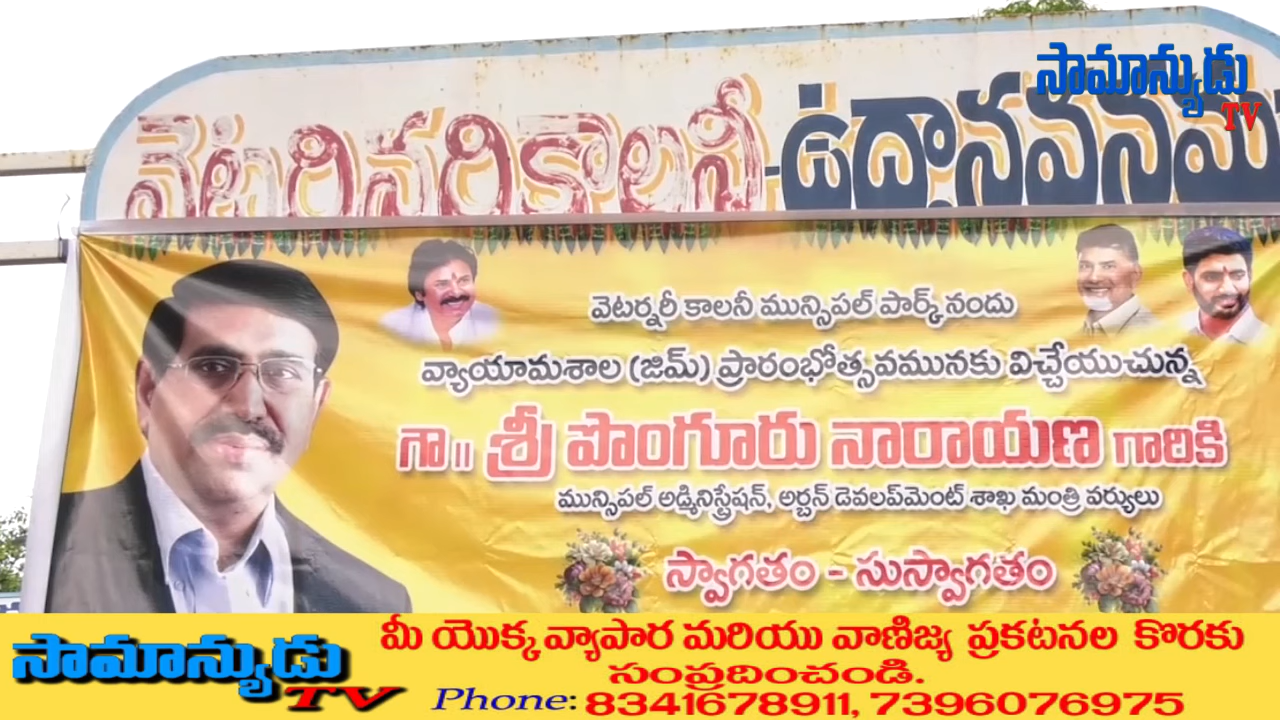 సామాన్యుడు
TV
వెటరినరికాలనీ-ఉద్యానవనము
వెటర్నరీ కాలనీ మున్సిపల్ పార్క్ నందు
వ్యాయామశాల (జిమ్) ప్రారంభోత్సవమునకు విచ్చేయుచున్న
గౌ॥ శ్రీ పొంగూరు నారాయణ గారికి
మున్సిపల్ అడ్మినిస్ట్రేషన్, అర్బన్ డెవలప్‌మెంట్ శాఖ మంత్రి వర్యులు
స్వాగతం - సుస్వాగతం
సామాన్యుడు
TV
మీ యొక్క వ్యాపార మరియు వాణిజ్య ప్రకటనల కొరకు
సంప్రదించండి.
Phone: 8341678911, 7396076975